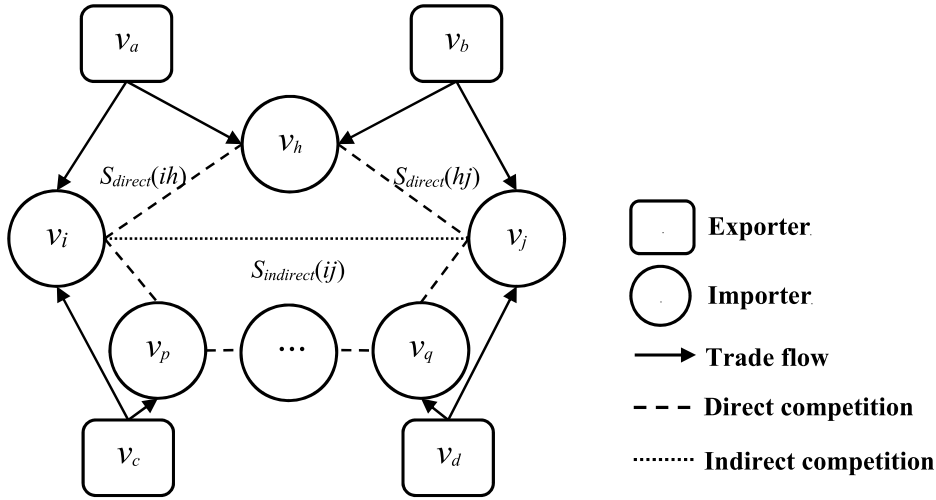 v_a
v_b
v_h
S_direct(ih)
S_direct(hj)
v_i
v_j
S_indirect(ij)
v_p
...
v_q
v_c
v_d
Exporter
Importer
Trade flow
Direct competition
Indirect competition